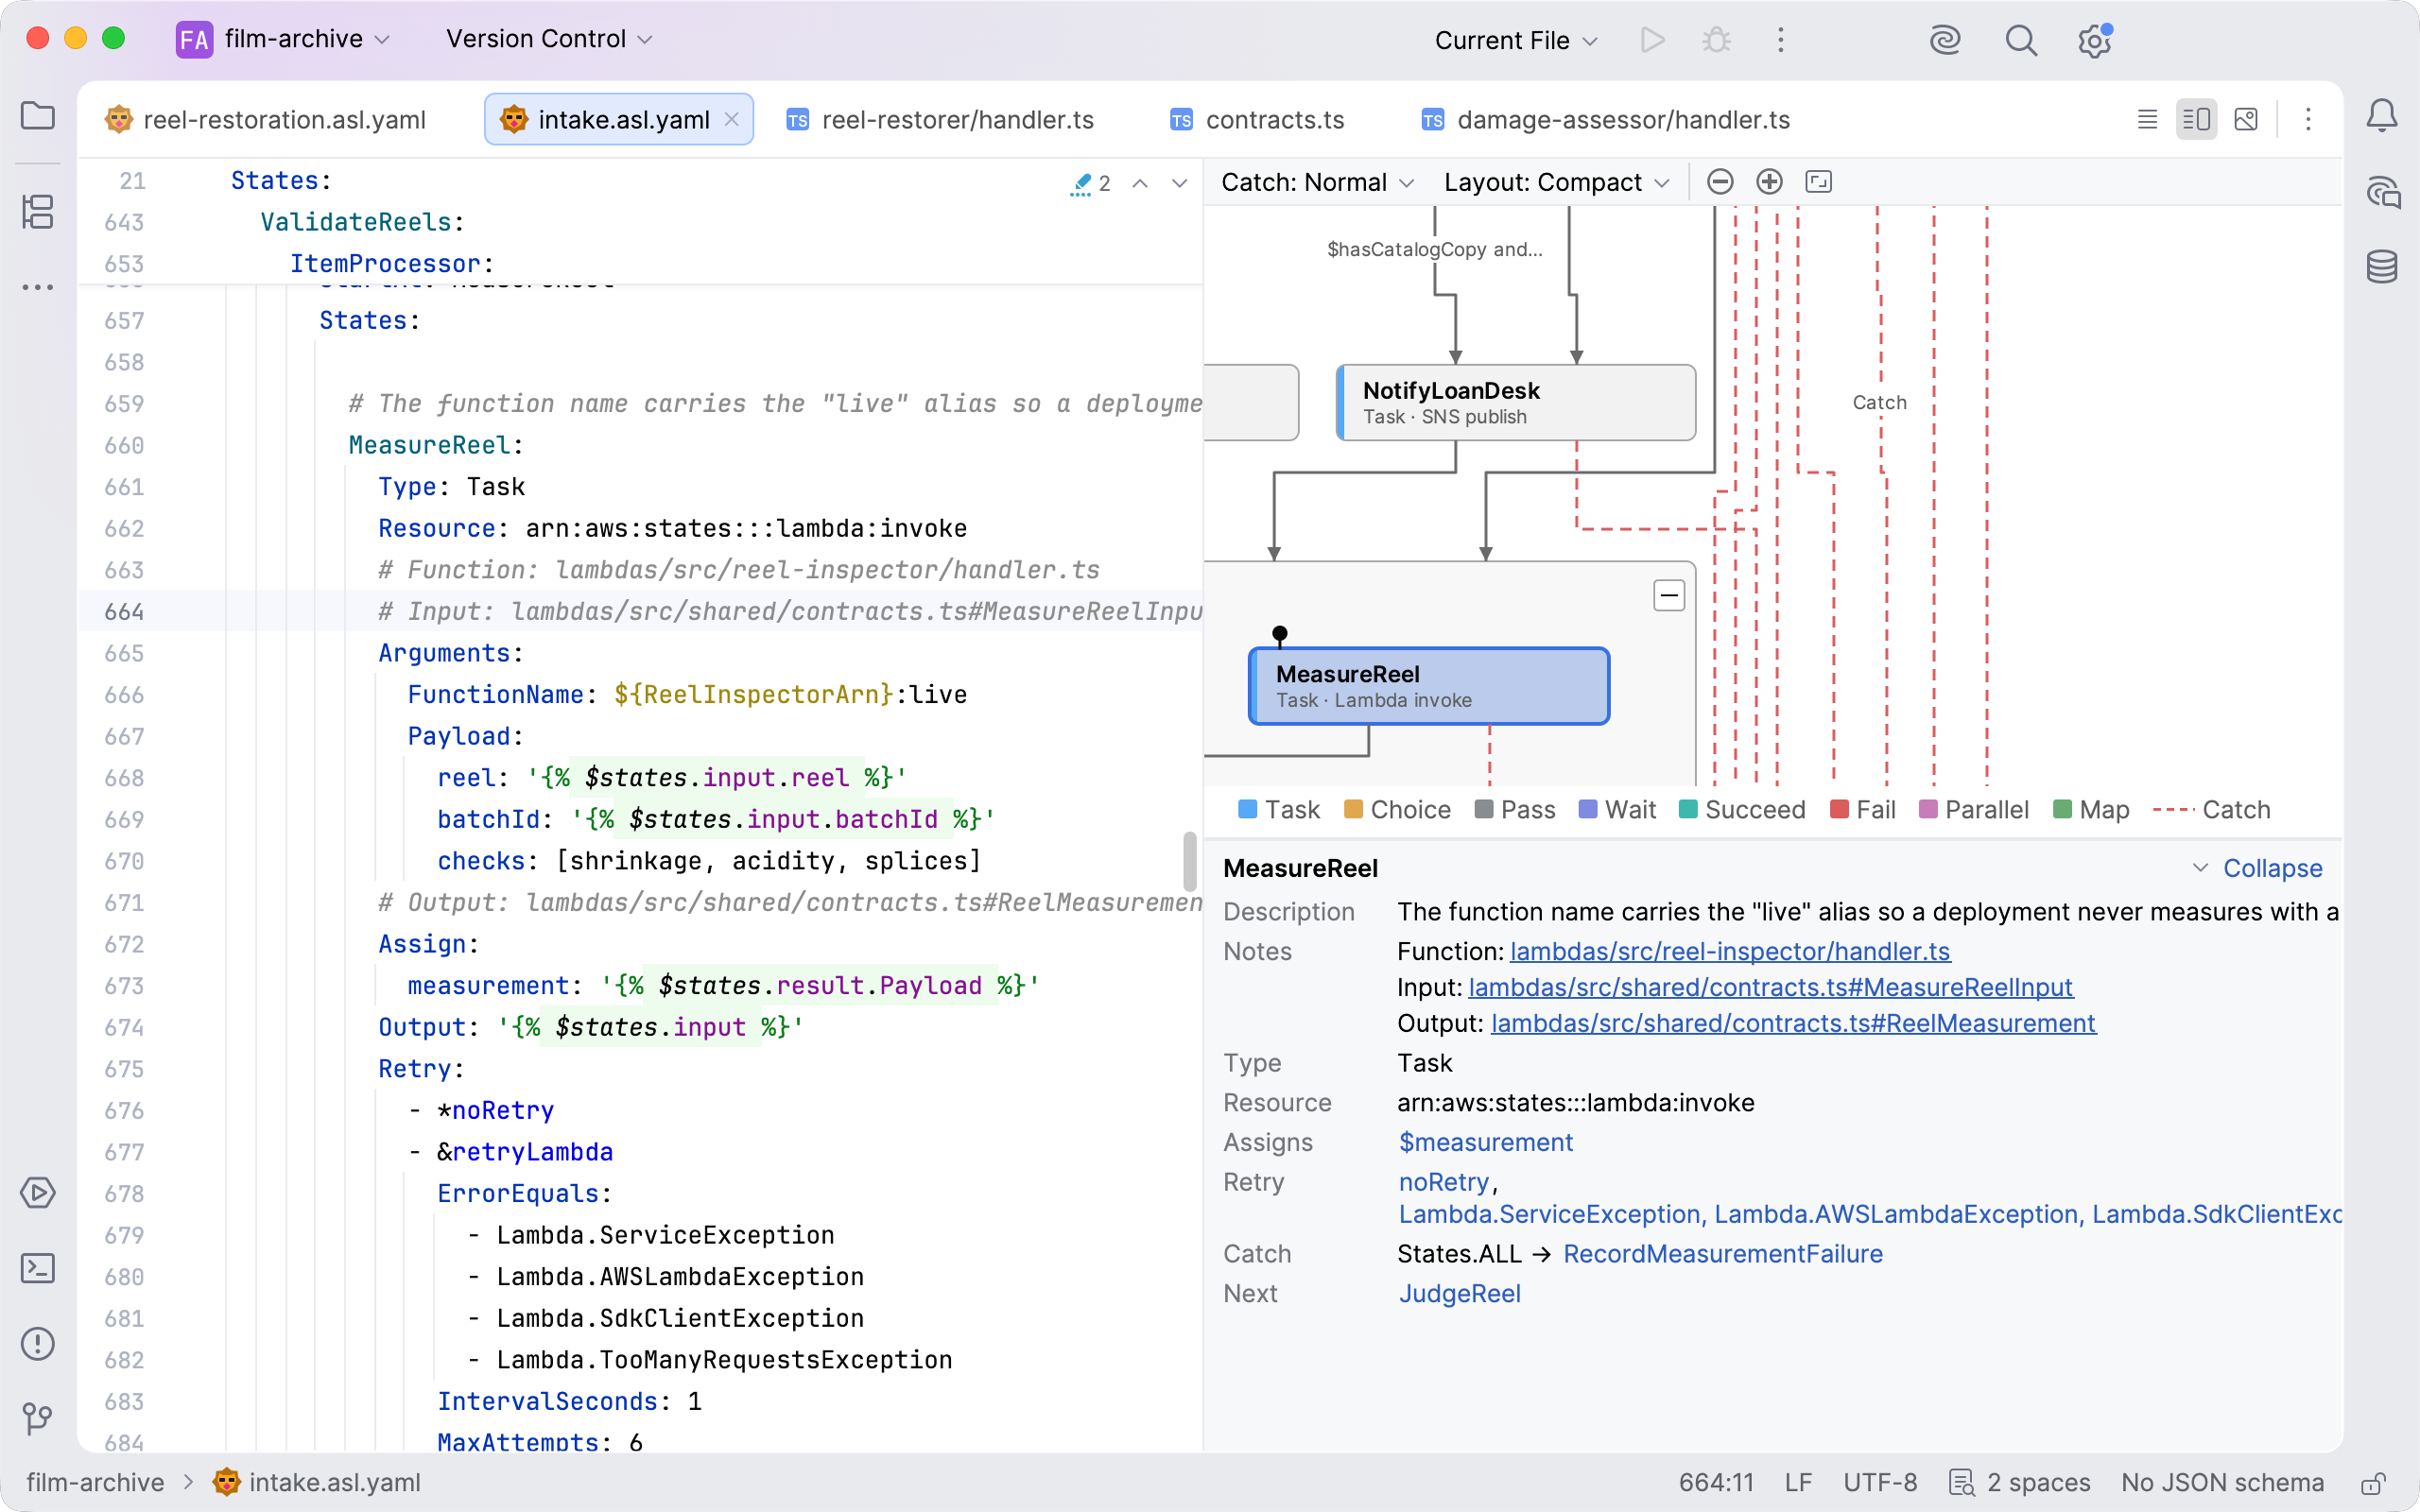 FA film-archive Version Control Current File
reel-restoration.asl.yaml intake.asl.yaml TS reel-restorer/handler.ts TS contracts.ts TS damage-assessor/handler.ts
21 States: 2
643 ValidateReels:
653 ItemProcessor:
657 States:
658
659 # The function name carries the "live" alias so a deployme
660 MeasureReel:
661 Type: Task
662 Resource: arn:aws:states:::lambda:invoke
663 # Function: lambdas/src/reel-inspector/handler.ts
664 # Input: lambdas/src/shared/contracts.ts#MeasureReelInpu
665 Arguments:
666 FunctionName: ${ReelInspectorArn}:live
667 Payload:
668 reel: '{% $states.input.reel %}'
669 batchId: '{% $states.input.batchId %}'
670 checks: [shrinkage, acidity, splices]
671 # Output: lambdas/src/shared/contracts.ts#ReelMeasuremen
672 Assign:
673 measurement: '{% $states.result.Payload %}'
674 Output: '{% $states.input %}'
675 Retry:
676 - *noRetry
677 - &retryLambda
678 ErrorEquals:
679 - Lambda.ServiceException
680 - Lambda.AWSLambdaException
681 - Lambda.SdkClientException
682 - Lambda.TooManyRequestsException
683 IntervalSeconds: 1
684 MaxAttempts: 6
Catch: Normal Layout: Compact
$hasCatalogCopy and...
NotifyLoanDesk
Task · SNS publish
Catch
MeasureReel
Task · Lambda invoke
Task Choice Pass Wait Succeed Fail Parallel Map Catch
MeasureReel Collapse
Description The function name carries the "live" alias so a deployment never measures with a
Notes Function: lambdas/src/reel-inspector/handler.ts
Input: lambdas/src/shared/contracts.ts#MeasureReelInput
Output: lambdas/src/shared/contracts.ts#ReelMeasurement
Type Task
Resource arn:aws:states:::lambda:invoke
Assigns $measurement
Retry noRetry,
Lambda.ServiceException, Lambda.AWSLambdaException, Lambda.SdkClientExc
Catch States.ALL → RecordMeasurementFailure
Next JudgeReel
film-archive > intake.asl.yaml 664:11 LF UTF-8 2 spaces No JSON schema